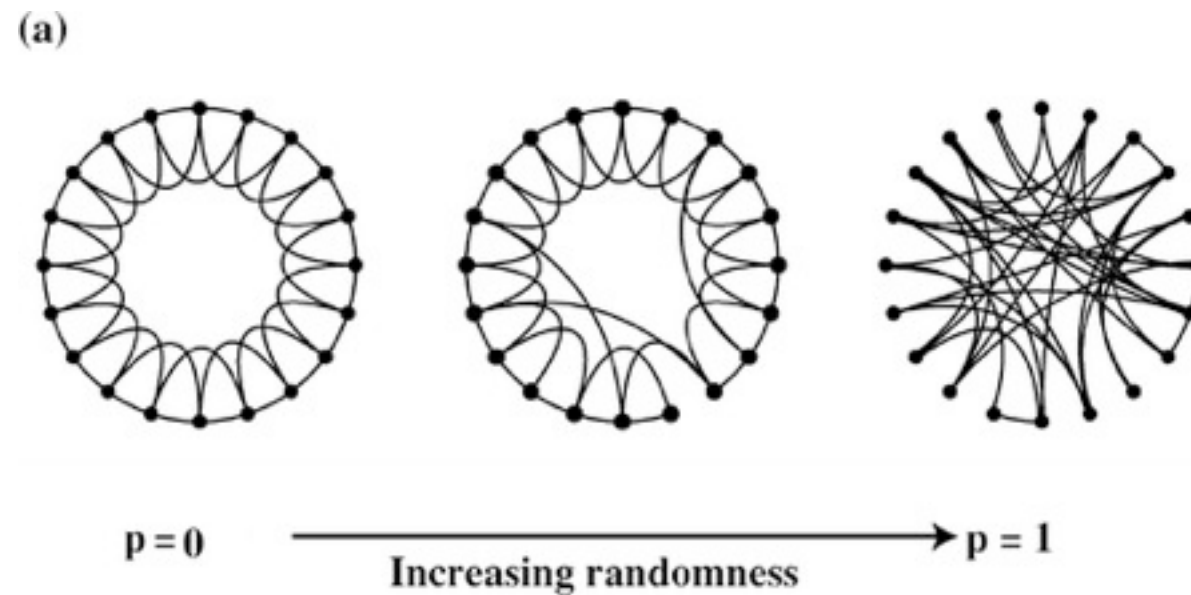 (a)
p = 0
p = 1
Increasing randomness